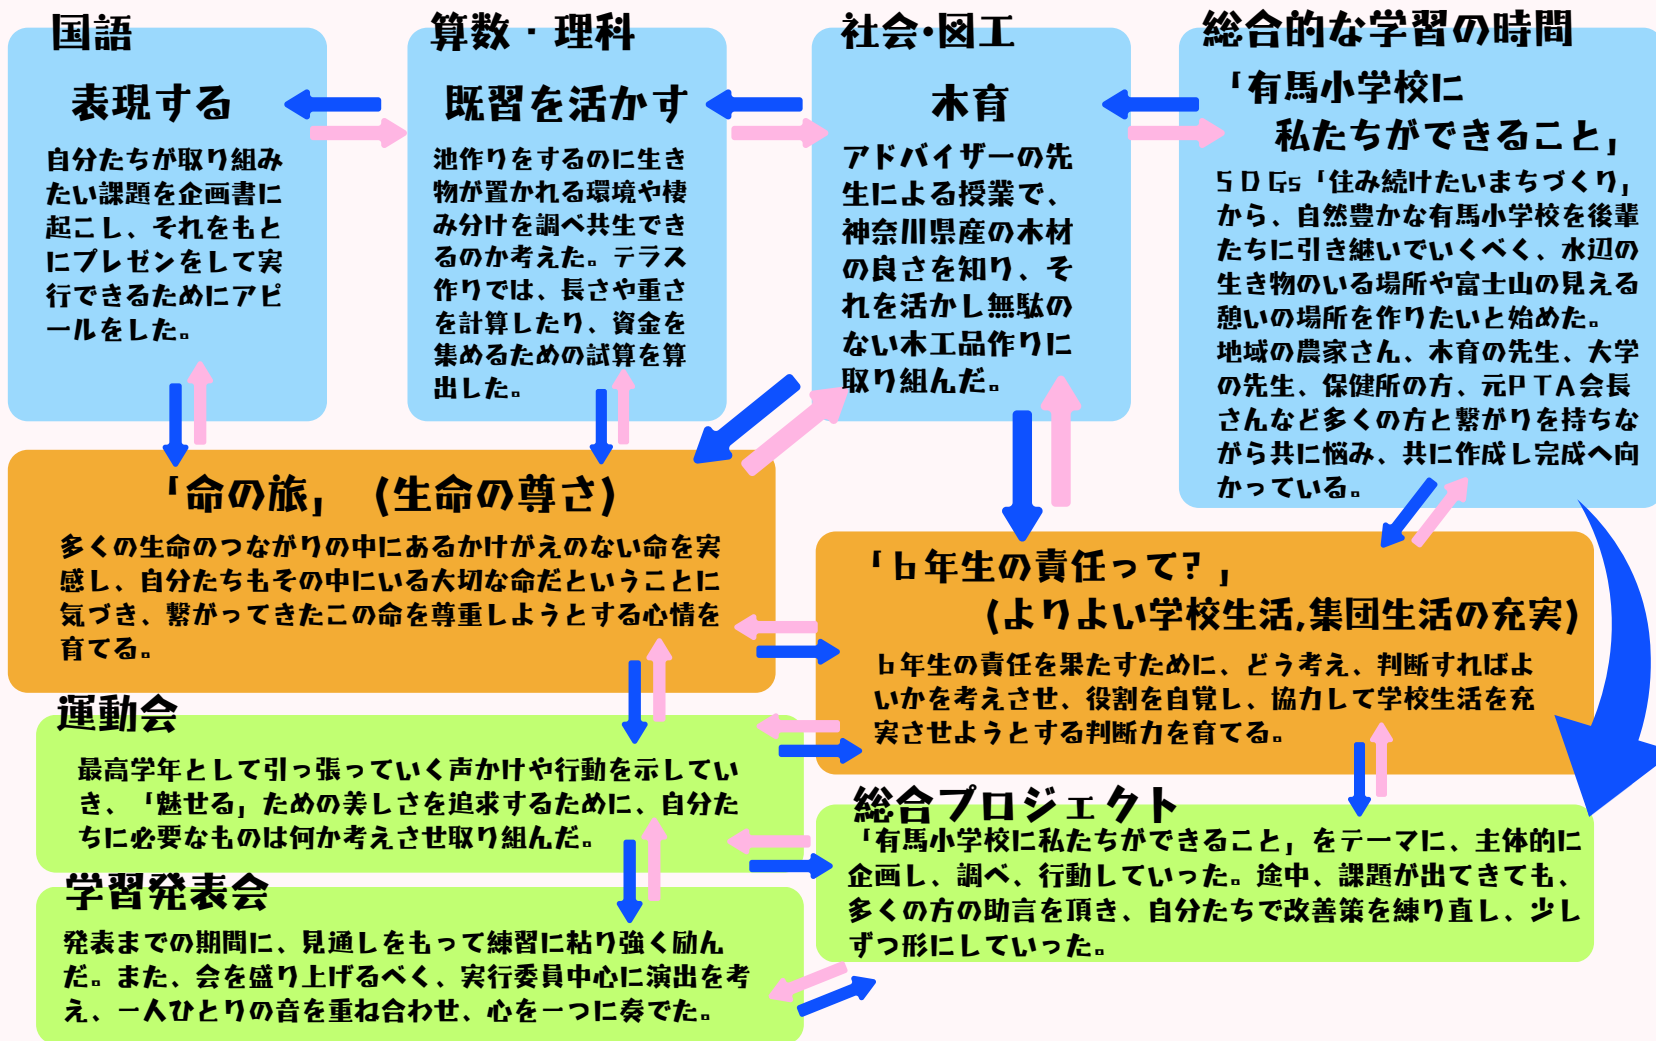 国語
表現する
自分たちが取り組み
たい課題を企画書に
起こし、それをもと
にプレゼンをして実
行できるためにアピ
ールをした。
算数・理科
既習を活かす
池作りをするのに生き
物が置かれる環境や棲
み分けを調べ共生でき
るのか考えた。テラス
作りでは、長さや重さ
を計算したり、資金を
集めるための試算を算
出した。
社会・図工
木育
アドバイザーの先
生による授業で、
神奈川県産の木材
の良さを知り、そ
れを活かし無駄の
ない木工品作りに
取り組んだ。
総合的な学習の時間
「有馬小学校に
私たちができること」
SDGs「住み続けたいまちづくり」
から、自然豊かな有馬小学校を後輩
たちに引き継いでいくべく、水辺の
生き物のいる場所や富士山の見える
憩いの場所を作りたいと始めた。
地域の農家さん、木育の先生、大学
の先生、保健所の方、元PTA会長
さんなど多くの方と繋がりを持ちな
がら共に悩み、共に作成し完成へ向
かっている。
「命の旅」 (生命の尊さ)
多くの生命のつながりの中にあるかけがえのない命を実
感し、自分たちもその中にいる大切な命だということに
気づき、繋がってきたこの命を尊重しようとする心情を
育てる。
「6年生の責任って?」
(よりよい学校生活,集団生活の充実)
6年生の責任を果たすために、どう考え、判断すればよ
いかを考えさせ、役割を自覚し、協力して学校生活を充
実させようとする判断力を育てる。
運動会
最高学年として引っ張っていく声かけや行動を示してい
き、「魅せる」ための美しさを追求するために、自分た
ちに必要なものは何か考えさせ取り組んだ。
総合プロジェクト
「有馬小学校に私たちができること」をテーマに、主体的に
企画し、調べ、行動していった。途中、課題が出てきても、
多くの方の助言を頂き、自分たちで改善策を練り直し、少し
ずつ形にしていった。
学習発表会
発表までの期間に、見通しをもって練習に粘り強く励ん
だ。また、会を盛り上げるべく、実行委員中心に演出を考
え、一人ひとりの音を重ね合わせ、心を一つに奏でた。